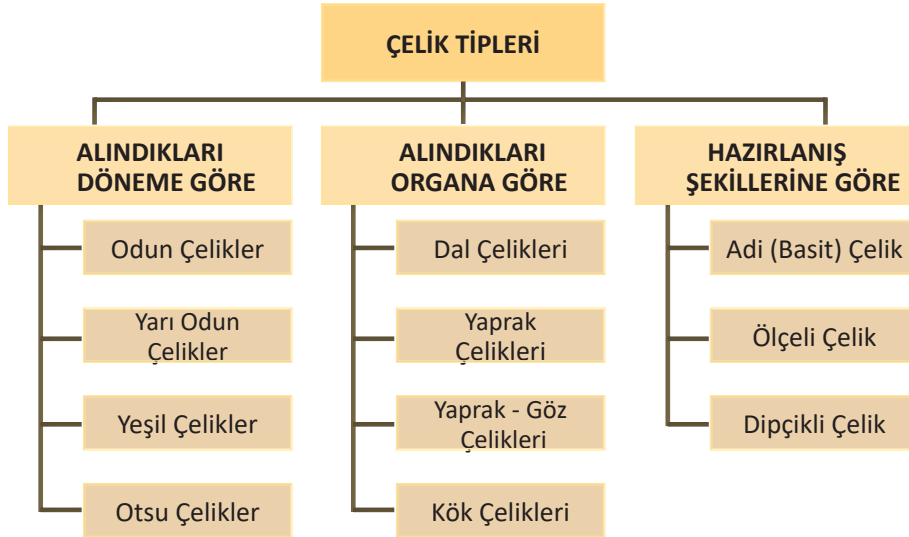 ÇELİK TİPLERİ
ALINDIKLARI
DÖNEME GÖRE
Odun Çelikler
Yarı Odun
Çelikler
Yeşil Çelikler
Otsu Çelikler
ALINDIKLARI
ORGANA GÖRE
Dal Çelikleri
Yaprak
Çelikleri
Yaprak - Göz
Çelikleri
Kök Çelikleri
HAZIRLANIŞ
ŞEKİLLERİNE GÖRE
Adi (Basit) Çelik
Ölçeli Çelik
Dipçikli Çelik